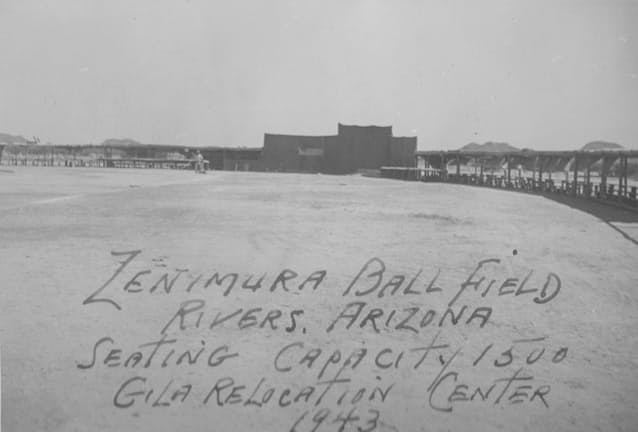 ZENIMURA BALL FIELD
RIVERS, ARIZONA
SEATING CAPACITY 1500
GILA RELOCATION CENTER
1943